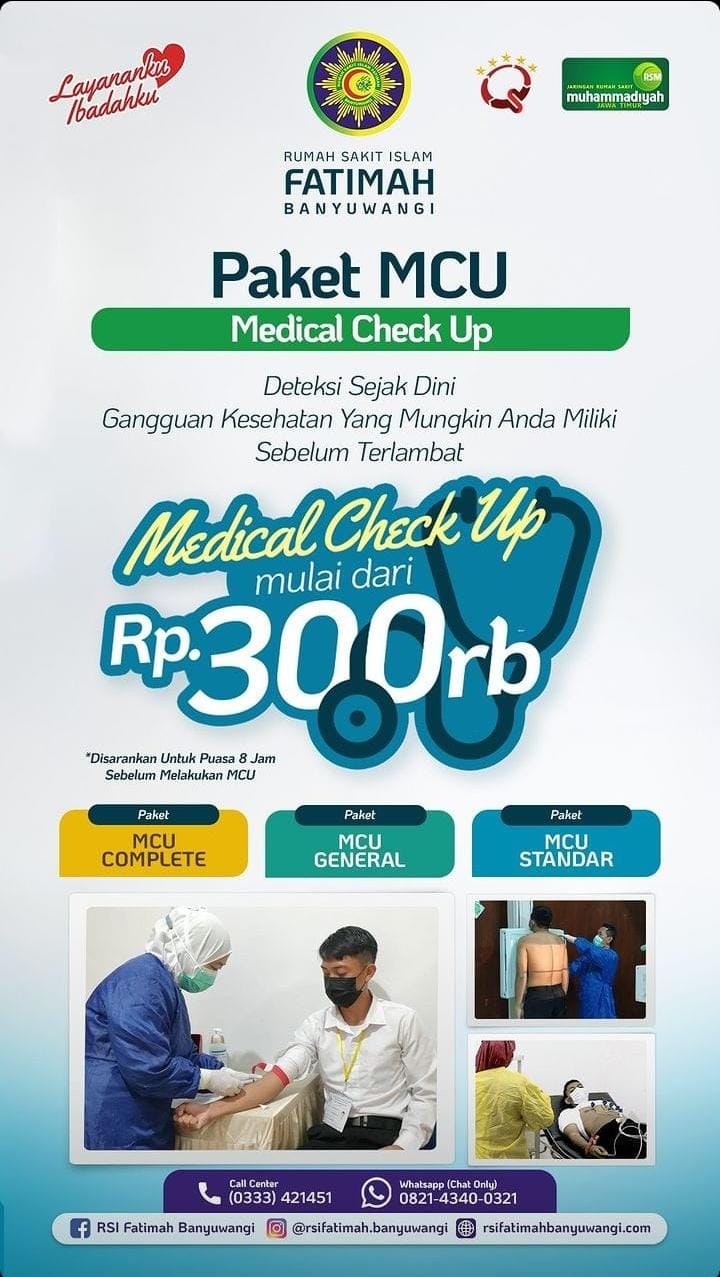 Layananku
Ibadahku
RSM
JARINGAN RUMAH SAKIT
muhammadiyah
JAWA TIMUR
RUMAH SAKIT ISLAM
FATIMAH
BANYUWANGI
Paket MCU
Medical Check Up
Deteksi Sejak Dini
Gangguan Kesehatan Yang Mungkin Anda Miliki
Sebelum Terlambat
Medical Check Up
mulai dari
Rp.300rb
*Disarankan Untuk Puasa 8 Jam
Sebelum Melakukan MCU
Paket
MCU
COMPLETE
Paket
MCU
GENERAL
Paket
MCU
STANDAR
Call Center
(0333) 421451
Whatsapp (Chat Only)
0821-4340-0321
RSI Fatimah Banyuwangi
@rsifatimah.banyuwangi
rsifatimahbanyuwangi.com